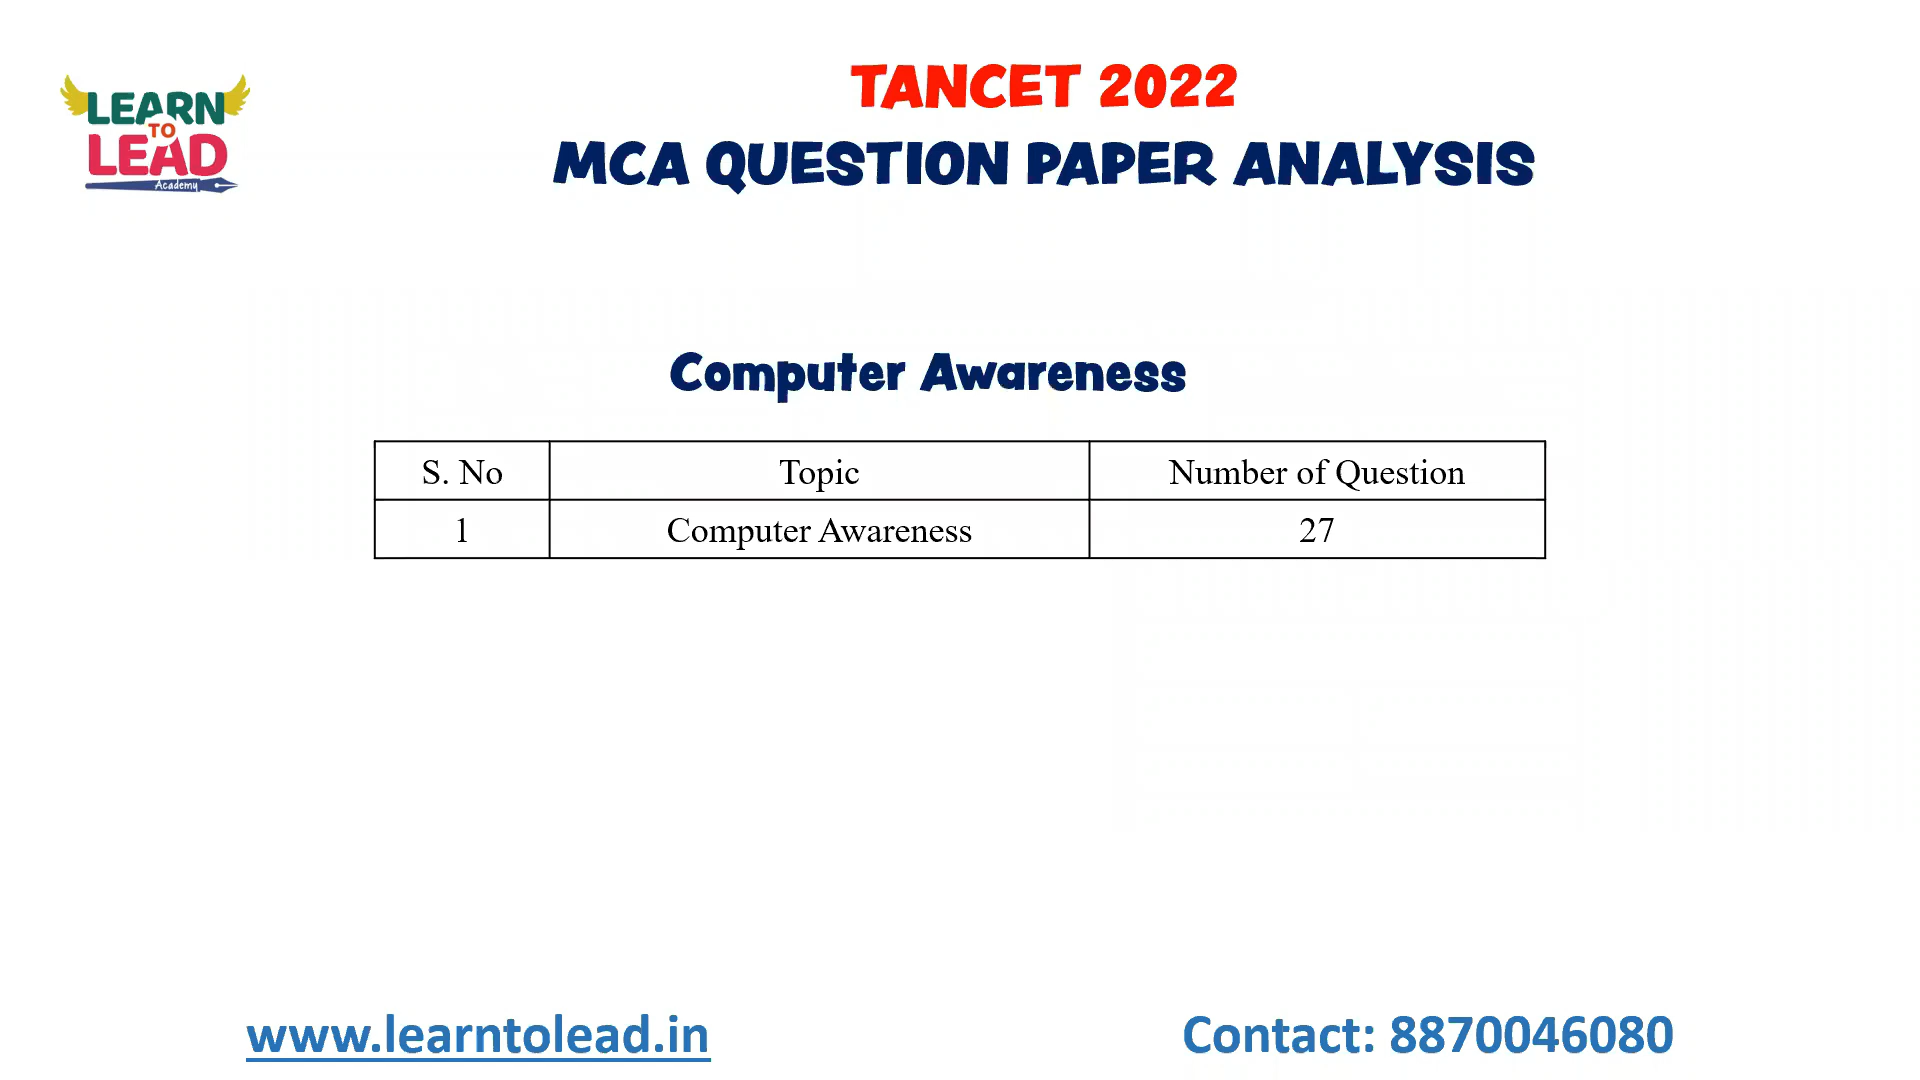 LEARN
TO
LEAD
Academy
TANCET 2022
MCA QUESTION PAPER ANALYSIS
Computer Awareness
S. No Topic Number of Question
1 Computer Awareness 27
www.learntolead.in Contact: 8870046080